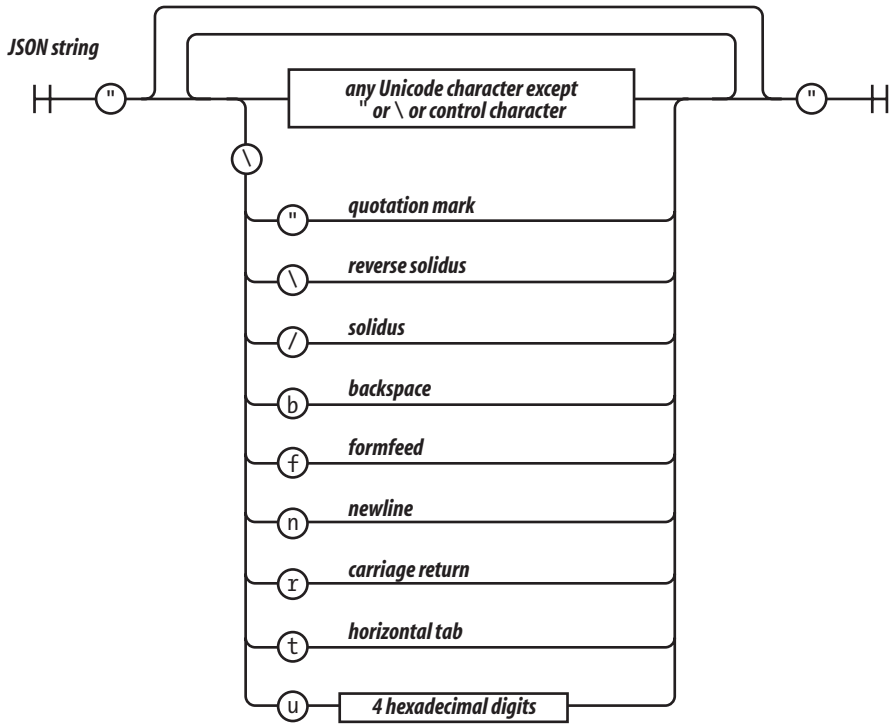 JSON string
"
any Unicode character except
" or \ or control character
"
\
" quotation mark
\ reverse solidus
/ solidus
b backspace
f formfeed
n newline
r carriage return
t horizontal tab
u 4 hexadecimal digits